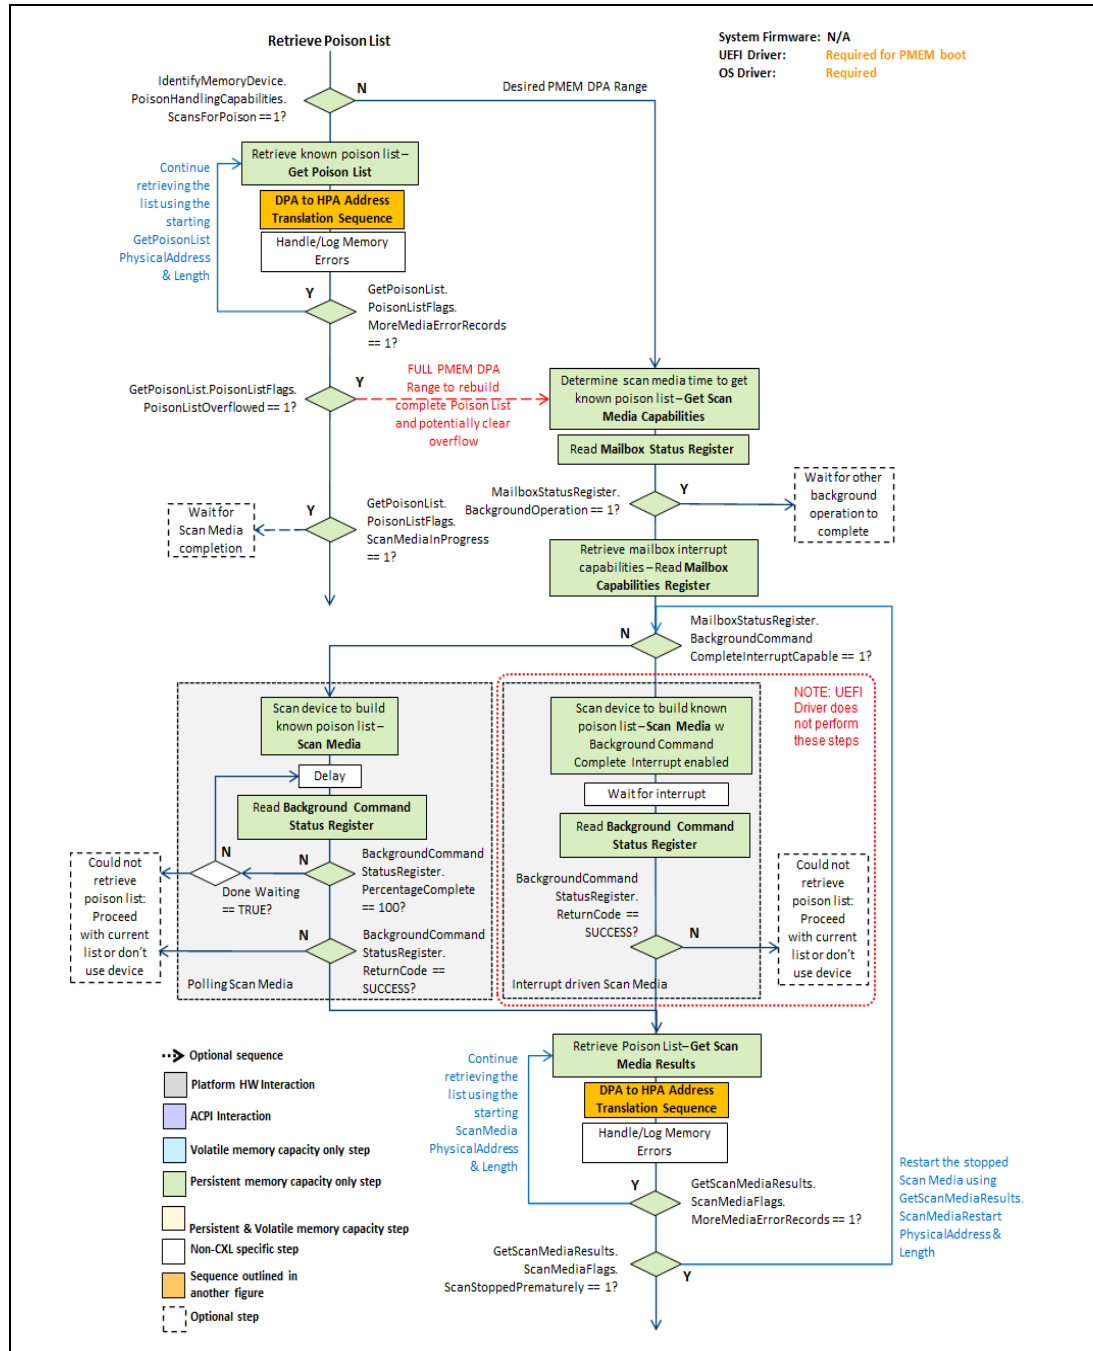 Retrieve Poison List
System Firmware: N/A
UEFI Driver: Required for PMEM boot
OS Driver: Required
IdentifyMemoryDevice.
PoisonHandlingCapabilities.
ScansForPoison == 1?
N
Desired PMEM DPA Range
Retrieve known poison list –
Get Poison List
DPA to HPA Address
Translation Sequence
Handle/Log Memory
Errors
Continue
retrieving the
list using the
starting
GetPoisonList
PhysicalAddress
& Length
Y
GetPoisonList.
PoisonListFlags.
MoreMediaErrorRecords
== 1?
GetPoisonList.PoisonListFlags.
PoisonListOverflowed == 1?
Y
FULL PMEM DPA
Range to rebuild
complete Poison List
and potentially clear
overflow
Determine scan media time to get
known poison list – Get Scan
Media Capabilities
Read Mailbox Status Register
MailboxStatusRegister.
BackgroundOperation == 1?
Y
Wait for other
background
operation to
complete
Wait for
Scan Media
completion
Y
GetPoisonList.
PoisonListFlags.
ScanMediaInProgress
== 1?
Retrieve mailbox interrupt
capabilities – Read Mailbox
Capabilities Register
N
MailboxStatusRegister.
BackgroundCommand
CompleteInterruptCapable == 1?
Scan device to build
known poison list –
Scan Media
Delay
Read Background Command
Status Register
N
N
BackgroundCommand
StatusRegister.
PercentageComplete
== 100?
Done Waiting
== TRUE?
Could not
retrieve
poison list:
Proceed
with current
list or don't
use device
N
BackgroundCommand
StatusRegister.
ReturnCode ==
SUCCESS?
Polling Scan Media
Scan device to build known
poison list – Scan Media w
Background Command
Complete Interrupt enabled
NOTE: UEFI
Driver does
not perform
these steps
Wait for interrupt
Read Background Command
Status Register
BackgroundCommand
StatusRegister.
ReturnCode ==
SUCCESS?
N
Could not
retrieve
poison list:
Proceed
with current
list or don't
use device
Interrupt driven Scan Media
Retrieve Poison List – Get Scan
Media Results
DPA to HPA Address
Translation Sequence
Handle/Log Memory
Errors
Continue
retrieving the
list using the
starting
ScanMedia
PhysicalAddress
& Length
Y
GetScanMediaResults.
ScanMediaFlags.
MoreMediaErrorRecords == 1?
GetScanMediaResults.
ScanMediaFlags.
ScanStoppedPrematurely == 1?
Y
Restart the stopped
Scan Media using
GetScanMediaResults.
ScanMediaRestart
PhysicalAddress &
Length
Optional sequence
Platform HW Interaction
ACPI Interaction
Volatile memory capacity only step
Persistent memory capacity only step
Persistent & Volatile memory capacity step
Non-CXL specific step
Sequence outlined in
another figure
Optional step